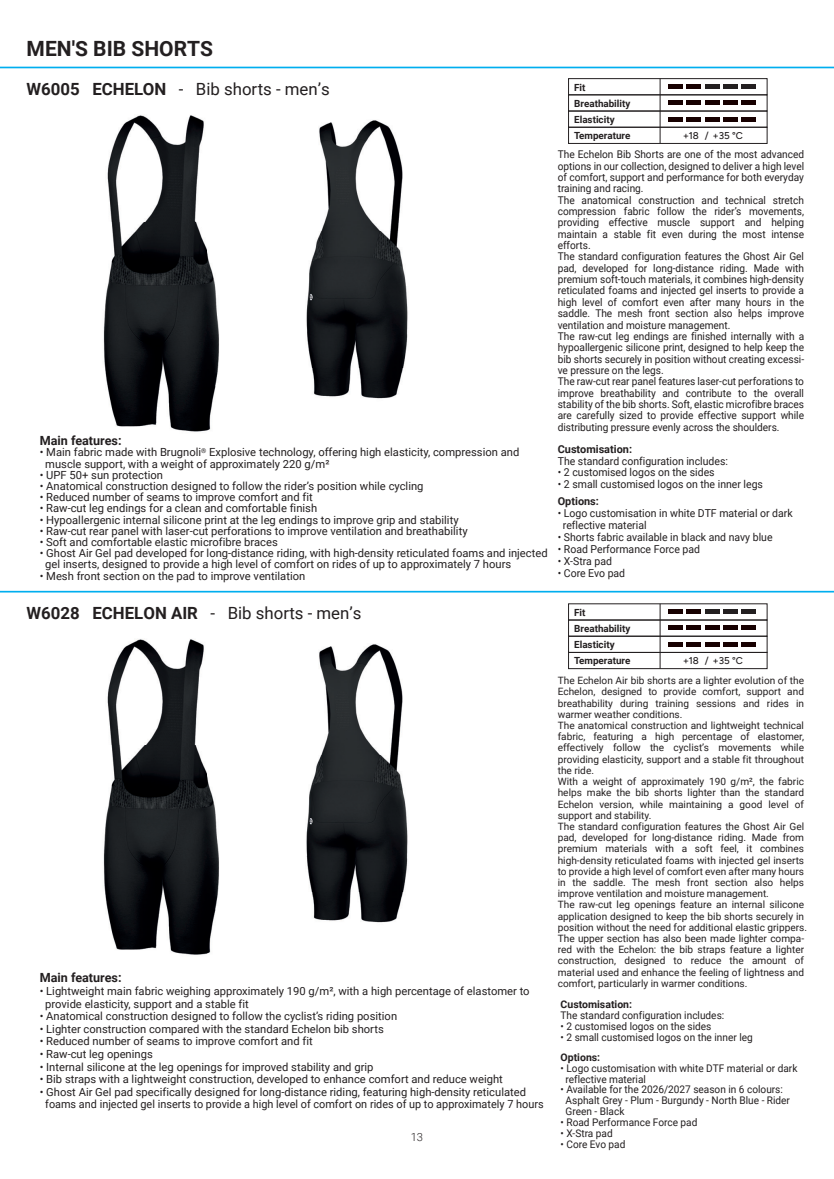 MEN'S BIB SHORTS
W6005 ECHELON - Bib shorts - men's
Fit
Breathability
Elasticity
Temperature +18 / +35 °C
The Echelon Bib Shorts are one of the most advanced
options in our collection, designed to deliver a high level
of comfort, support and performance for both everyday
training and racing.
The anatomical construction and technical stretch
compression fabric follow the rider's movements,
providing effective muscle support and helping
maintain a stable fit even during the most intense
efforts.
The standard configuration features the Ghost Air Gel
pad, developed for long-distance riding. Made with
premium soft-touch materials, it combines high-density
reticulated foams and injected gel inserts to provide a
high level of comfort even after many hours in the
saddle. The mesh front section also helps improve
ventilation and moisture management.
The raw-cut leg endings are finished internally with a
hypoallergenic silicone print, designed to help keep the
bib shorts securely in position without creating excessi-
ve pressure on the legs.
The raw-cut rear panel features laser-cut perforations to
improve breathability and contribute to the overall
stability of the bib shorts. Soft, elastic microfibre braces
are carefully sized to provide effective support while
distributing pressure evenly across the shoulders.
Customisation:
The standard configuration includes:
• 2 customised logos on the sides
• 2 small customised logos on the inner legs
Options:
• Logo customisation in white DTF material or dark
reflective material
• Shorts fabric available in black and navy blue
• Road Performance Force pad
• X-Stra pad
• Core Evo pad
Main features:
• Main fabric made with Brugnoli® Explosive technology, offering high elasticity, compression and
muscle support, with a weight of approximately 220 g/m²
• UPF 50+ sun protection
• Anatomical construction designed to follow the rider's position while cycling
• Reduced number of seams to improve comfort and fit
• Raw-cut leg endings for a clean and comfortable finish
• Hypoallergenic internal silicone print at the leg endings to improve grip and stability
• Raw-cut rear panel with laser-cut perforations to improve ventilation and breathability
• Soft and comfortable elastic microfibre braces
• Ghost Air Gel pad developed for long-distance riding, with high-density reticulated foams and injected
gel inserts, designed to provide a high level of comfort on rides of up to approximately 7 hours
• Mesh front section on the pad to improve ventilation
W6028 ECHELON AIR - Bib shorts - men's
Fit
Breathability
Elasticity
Temperature +18 / +35 °C
The Echelon Air bib shorts are a lighter evolution of the
Echelon, designed to provide comfort, support and
breathability during training sessions and rides in
warmer weather conditions.
The anatomical construction and lightweight technical
fabric, featuring a high percentage of elastomer,
effectively follow the cyclist's movements while
providing elasticity, support and a stable fit throughout
the ride.
With a weight of approximately 190 g/m², the fabric
helps make the bib shorts lighter than the standard
Echelon version, while maintaining a good level of
support and stability.
The standard configuration features the Ghost Air Gel
pad, developed for long-distance riding. Made from
premium materials with a soft feel, it combines
high-density reticulated foams with injected gel inserts
to provide a high level of comfort even after many hours
in the saddle. The mesh front section also helps
improve ventilation and moisture management.
The raw-cut leg openings feature an internal silicone
application designed to keep the bib shorts securely in
position without the need for additional elastic grippers.
The upper section has also been made lighter compa-
red with the Echelon: the bib straps feature a lighter
construction, designed to reduce the amount of
material used and enhance the feeling of lightness and
comfort, particularly in warmer conditions.
Customisation:
The standard configuration includes:
• 2 customised logos on the sides
• 2 small customised logos on the inner leg
Options:
• Logo customisation with white DTF material or dark
reflective material
• Available for the 2026/2027 season in 6 colours:
Asphalt Grey - Plum - Burgundy - North Blue - Rider
Green - Black
• Road Performance Force pad
• X-Stra pad
• Core Evo pad
Main features:
• Lightweight main fabric weighing approximately 190 g/m², with a high percentage of elastomer to
provide elasticity, support and a stable fit
• Anatomical construction designed to follow the cyclist's riding position
• Lighter construction compared with the standard Echelon bib shorts
• Reduced number of seams to improve comfort and fit
• Raw-cut leg openings
• Internal silicone at the leg openings for improved stability and grip
• Bib straps with a lightweight construction, developed to enhance comfort and reduce weight
• Ghost Air Gel pad specifically designed for long-distance riding, featuring high-density reticulated
foams and injected gel inserts to provide a high level of comfort on rides of up to approximately 7 hours
13